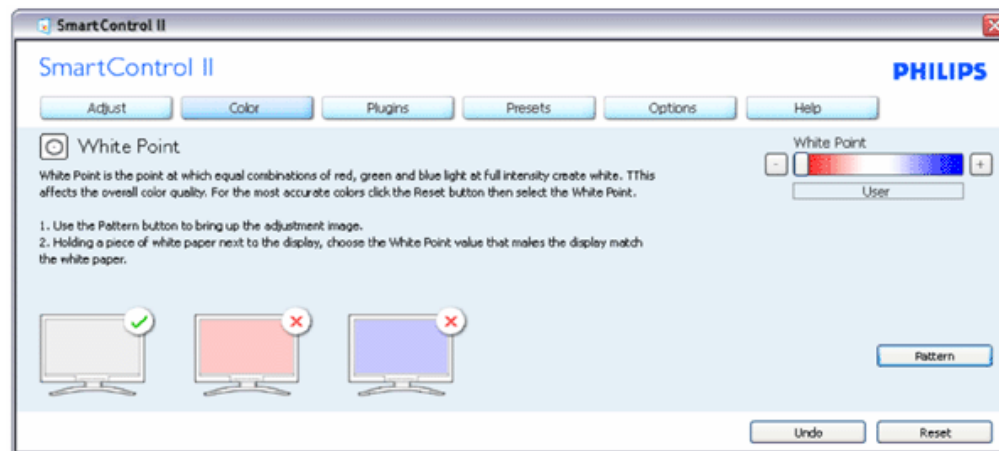 SmartControl II
SmartControl II
PHILIPS
Adjust Color Plugins Presets Options Help
White Point
White Point is the point at which equal combinations of red, green and blue light at full intensity create white. TThis
affects the overall color quality. For the most accurate colors click the Reset button then select the White Point.
1. Use the Pattern button to bring up the adjustment image.
2. Holding a piece of white paper next to the display, choose the White Point value that makes the display match
the white paper.
White Point
- +
User
Pattern
Undo Reset